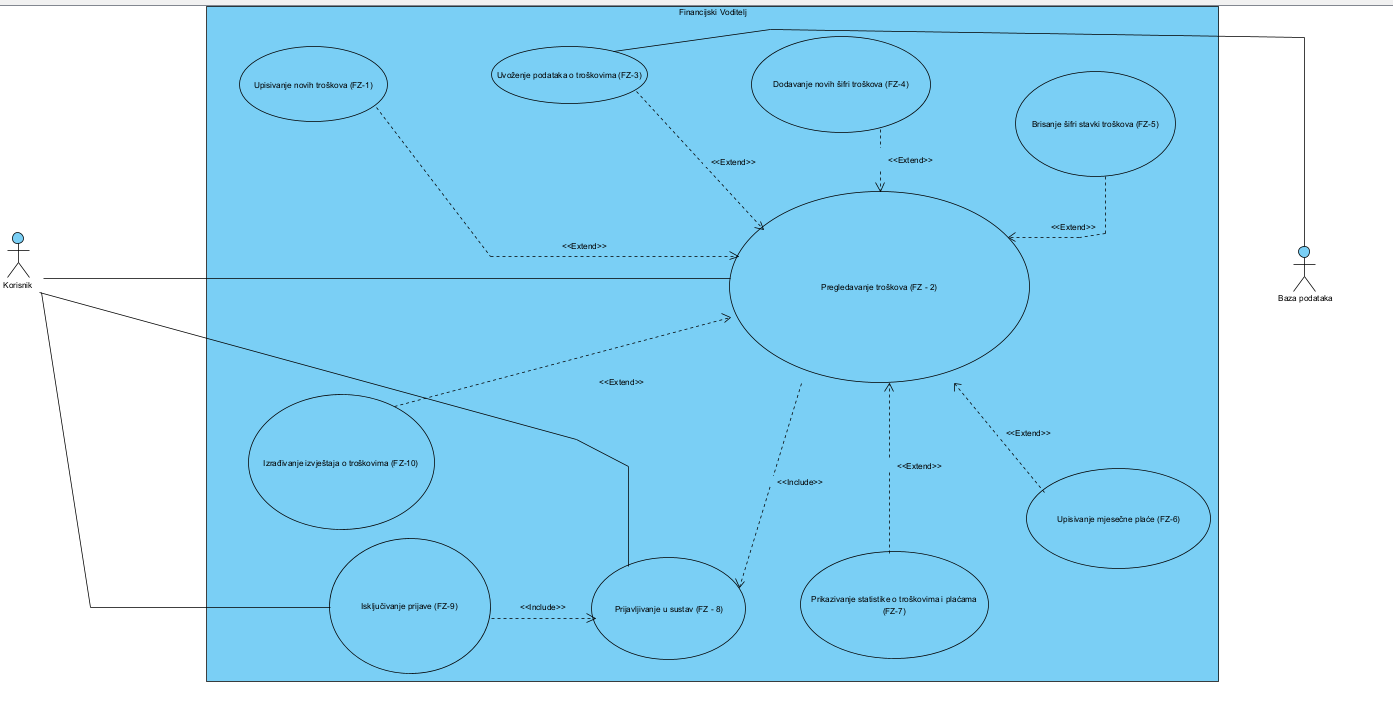 Financijski Voditelj
Upisivanje novih troškova (FZ-1)
Uvoženje podataka o troškovima (FZ-3)
Dodavanje novih šifri troškova (FZ-4)
Brisanje šifri stavki troškova (FZ-5)
<<Extend>>
<<Extend>>
<<Extend>>
<<Extend>>
Korisnik
Pregledavanje troškova (FZ - 2)
Baza podataka
<<Extend>>
<<Extend>>
Izrađivanje izvještaja o troškovima (FZ-10)
<<Extend>>
<<Include>>
Upisivanje mjesečne plaće (FZ-6)
Isključivanje prijave (FZ-9)
<<Include>>
Prijavljivanje u sustav (FZ - 8)
Prikazivanje statistike o troškovima i plaćama
(FZ-7)